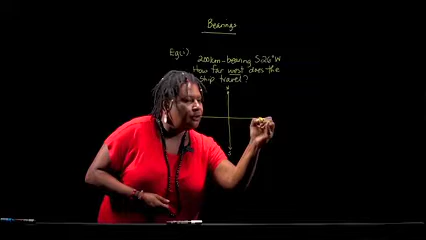 Bearings
Eg(1): 200km-bearing S26°W
How far west does the
ship travel?
N
S